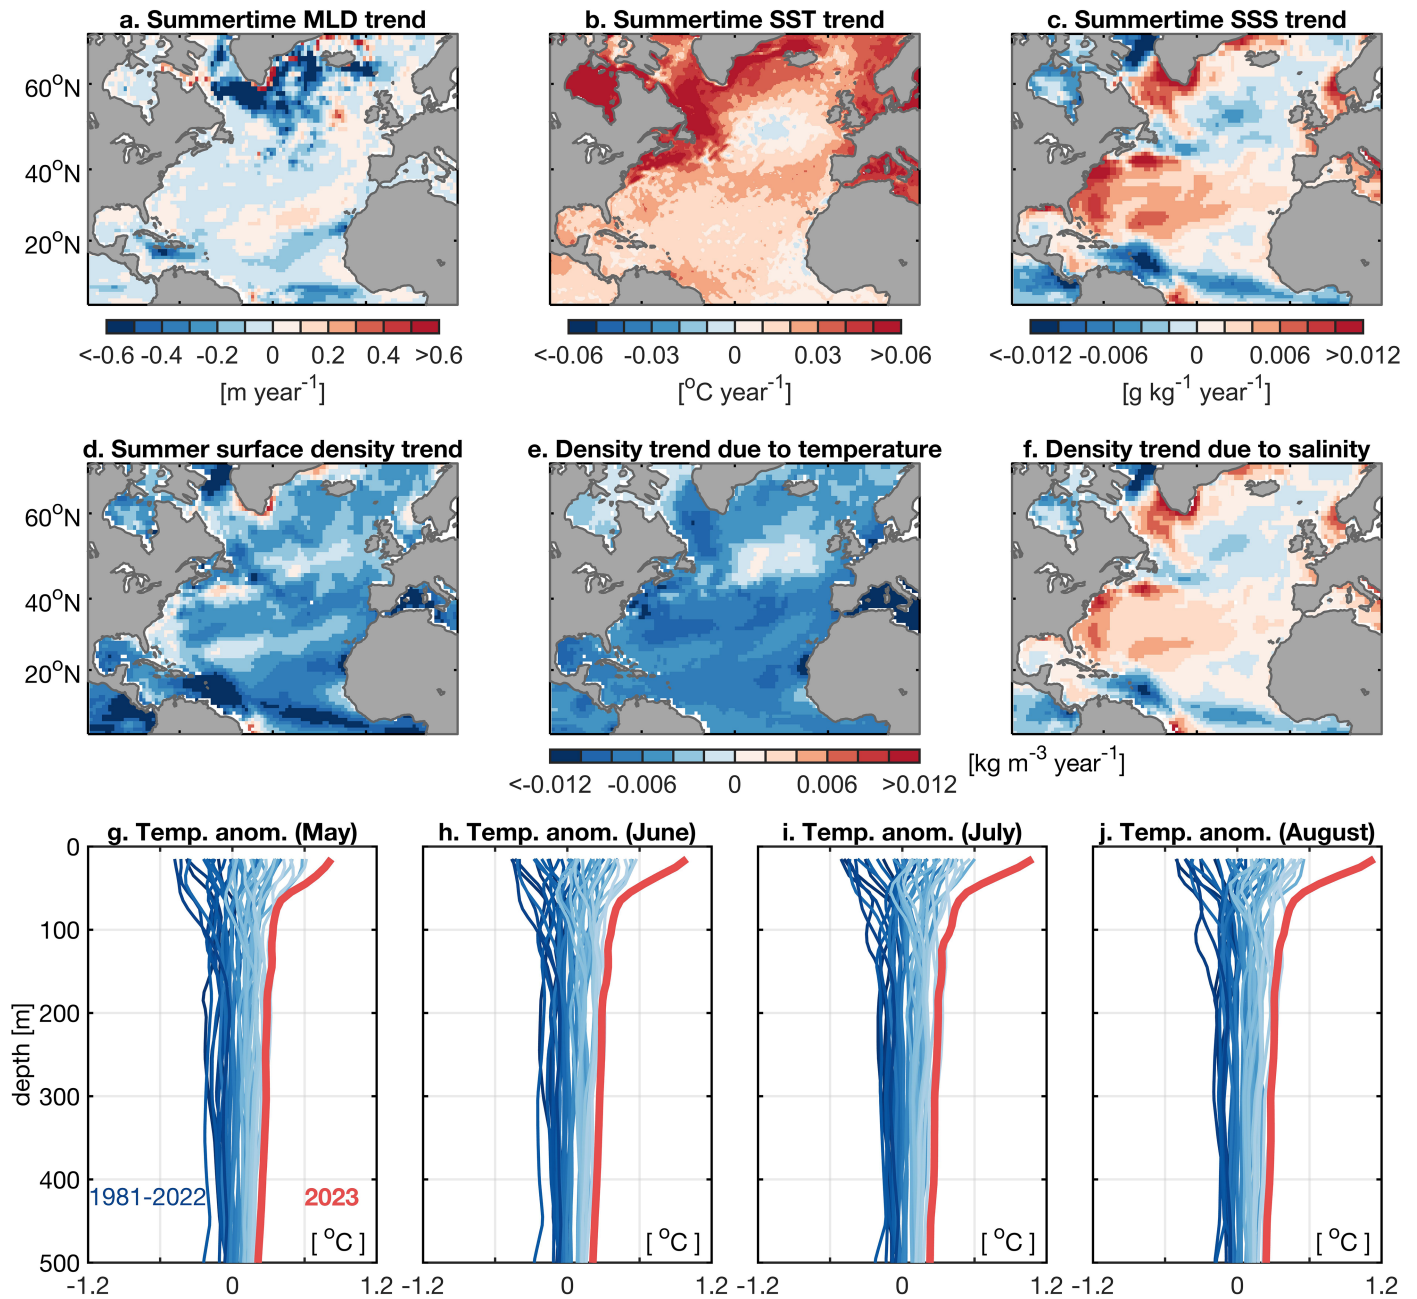 a. Summertime MLD trend
b. Summertime SST trend
c. Summertime SSS trend
60°N
40°N
20°N
<-0.6 -0.4 -0.2 0 0.2 0.4 >0.6
[m year-1]
<-0.06 -0.03 0 0.03 >0.06
[°C year-1]
<-0.012 -0.006 0 0.006 >0.012
[g kg-1 year-1]
d. Summer surface density trend
e. Density trend due to temperature
f. Density trend due to salinity
60°N
40°N
20°N
<-0.012 -0.006 0 0.006 >0.012
[kg m-3 year-1]
g. Temp. anom. (May)
h. Temp. anom. (June)
i. Temp. anom. (July)
j. Temp. anom. (August)
depth [m]
0
100
200
300
400
500
1981-2022
2023
[ °C ]
[ °C ]
[ °C ]
[ °C ]
-1.2 0 1.2
0 1.2
0 1.2
0 1.2